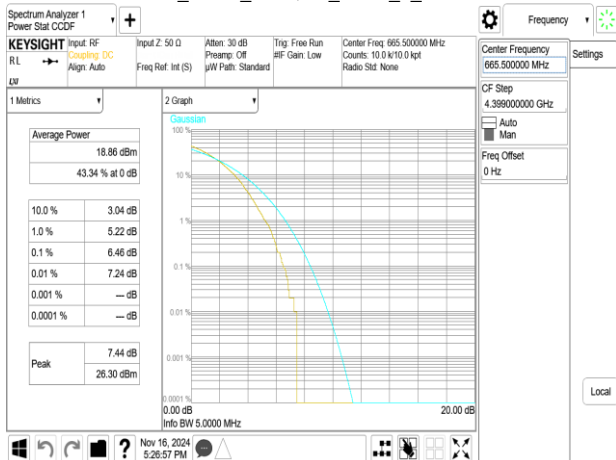 Spectrum Analyzer 1
Power Stat CCDF
+
Frequency
KEYSIGHT
RL
Input: RF
Coupling: DC
Align: Auto
Input Z: 50 Ω
Freq Ref: Int (S)
Atten: 30 dB
Preamp: Off
µW Path: Standard
Trig: Free Run
#IF Gain: Low
Center Freq: 665.500000 MHz
Counts: 10.0 k/10.0 kpt
Radio Std: None
Center Frequency
665.500000 MHz
Settings
CF Step
4.399000000 GHz
Auto
Man
Freq Offset
0 Hz
Local
1 Metrics
Average Power
18.86 dBm
43.34 % at 0 dB
10.0 % 3.04 dB
1.0 % 5.22 dB
0.1 % 6.46 dB
0.01 % 7.24 dB
0.001 % --- dB
0.0001 % --- dB
Peak
7.44 dB
26.30 dBm
2 Graph
Gaussian
100 %
10 %
1 %
0.1 %
0.01 %
0.001 %
0.0001 %
0.00 dB 20.00 dB
Info BW 5.0000 MHz
?
Nov 16, 2024
5:26:57 PM